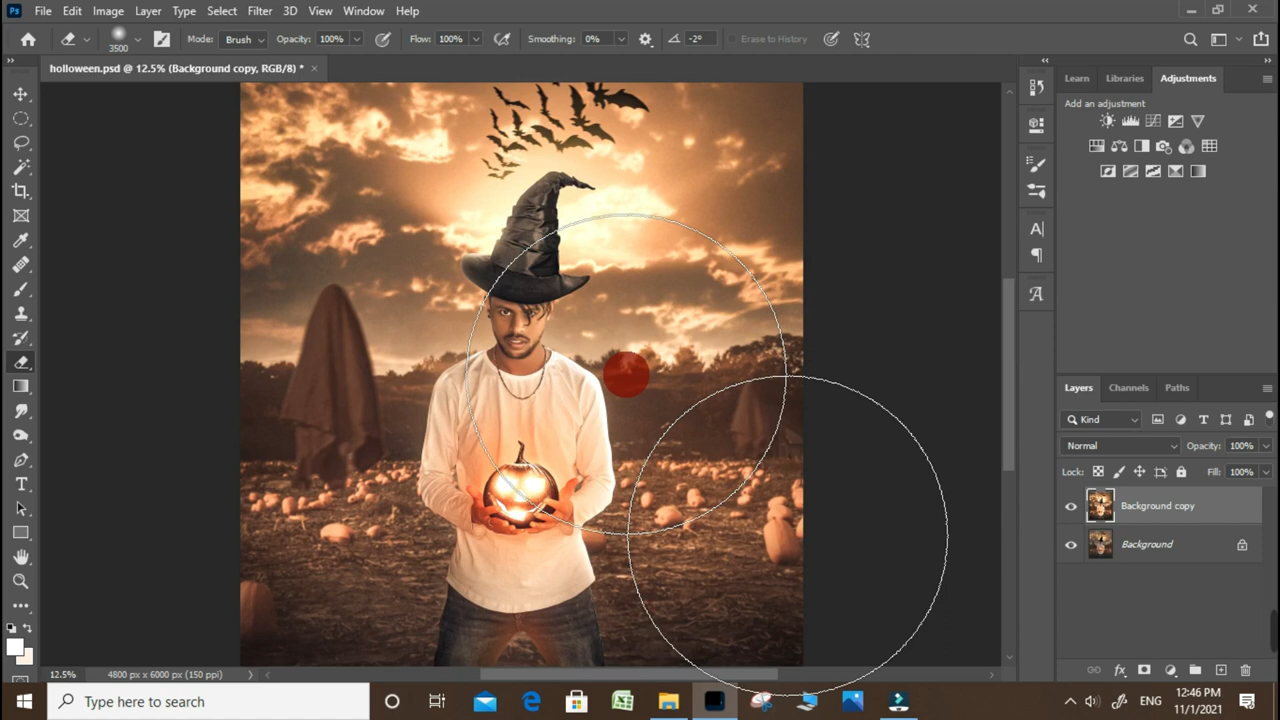 Ps File Edit Image Layer Type Select Filter 3D View Window Help
3500 Mode: Brush Opacity: 100% Flow: 100% Smoothing: 0% -2° Erase to History
holloween.psd @ 12.5% (Background copy, RGB/8) *
Learn Libraries Adjustments
Add an adjustment
Layers Channels Paths
Kind
Normal Opacity: 100%
Lock: Fill: 100%
Background copy
Background
12.5% 4800 px x 6000 px (150 ppi)
Type here to search
ENG
12:46 PM
11/1/2021